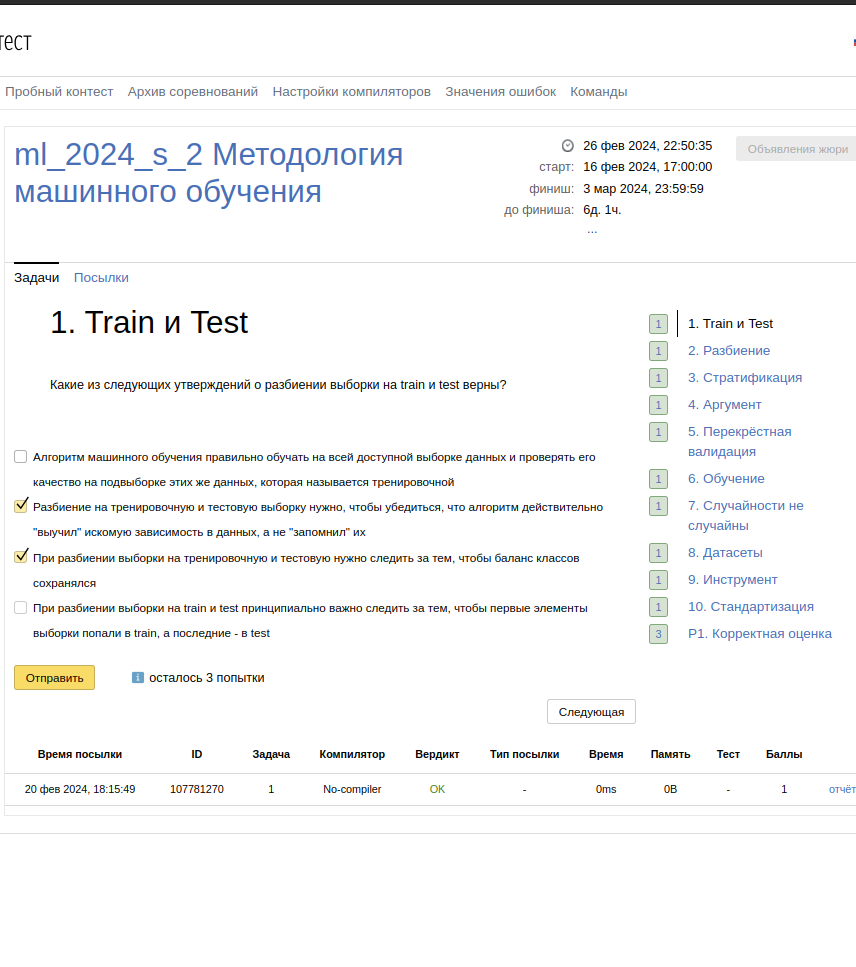 тест
Пробный контест Архив соревнований Настройки компиляторов Значения ошибок Команды
ml_2024_s_2 Методология
машинного обучения
26 фев 2024, 22:50:35
старт: 16 фев 2024, 17:00:00
финиш: 3 мар 2024, 23:59:59
до финиша: 6д. 1ч.
...
Объявления жюри
Задачи Посылки
1. Train и Test
Какие из следующих утверждений о разбиении выборки на train и test верны?
Алгоритм машинного обучения правильно обучать на всей доступной выборке данных и проверять его
качество на подвыборке этих же данных, которая называется тренировочной
Разбиение на тренировочную и тестовую выборку нужно, чтобы убедиться, что алгоритм действительно
"выучил" искомую зависимость в данных, а не "запомнил" их
При разбиении выборки на тренировочную и тестовую нужно следить за тем, чтобы баланс классов
сохранялся
При разбиении выборки на train и test принципиально важно следить за тем, чтобы первые элементы
выборки попали в train, а последние - в test
Отправить осталось 3 попытки
Следующая
1 1. Train и Test
1 2. Разбиение
1 3. Стратификация
1 4. Аргумент
1 5. Перекрёстная
валидация
1 6. Обучение
1 7. Случайности не
случайны
1 8. Датасеты
1 9. Инструмент
1 10. Стандартизация
3 P1. Корректная оценка
Время посылки ID Задача Компилятор Вердикт Тип посылки Время Память Тест Баллы
20 фев 2024, 18:15:49 107781270 1 No-compiler OK - 0ms 0B - 1 отчёт